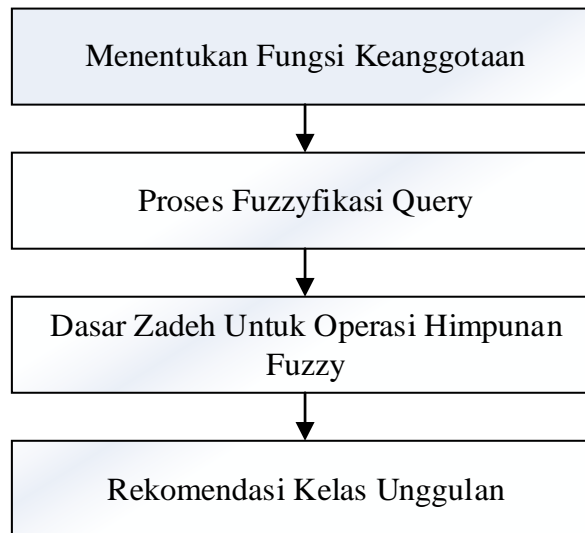 Menentukan Fungsi Keanggotaan
Proses Fuzzyfikasi Query
Dasar Zadeh Untuk Operasi Himpunan
Fuzzy
Rekomendasi Kelas Unggulan